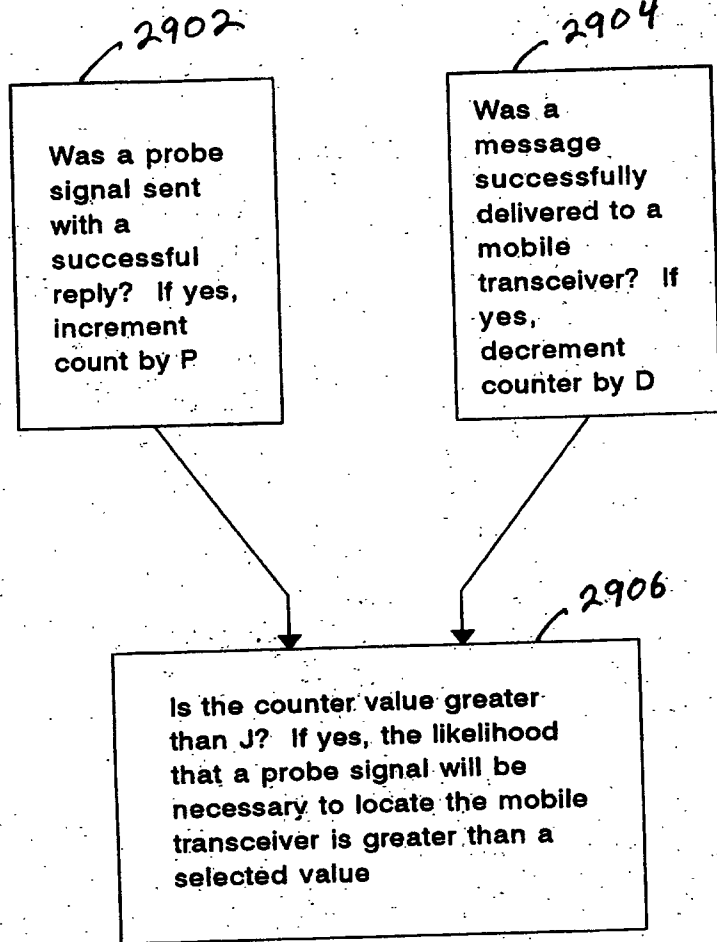 2902
Was a probe
signal sent
with a
successful
reply? If yes,
increment
count by P
2904
Was a
message
successfully
delivered to a
mobile
transceiver? If
yes,
decrement
counter by D
2906
Is the counter value greater
than J? If yes, the likelihood
that a probe signal will be
necessary to locate the mobile
transceiver is greater than a
selected value